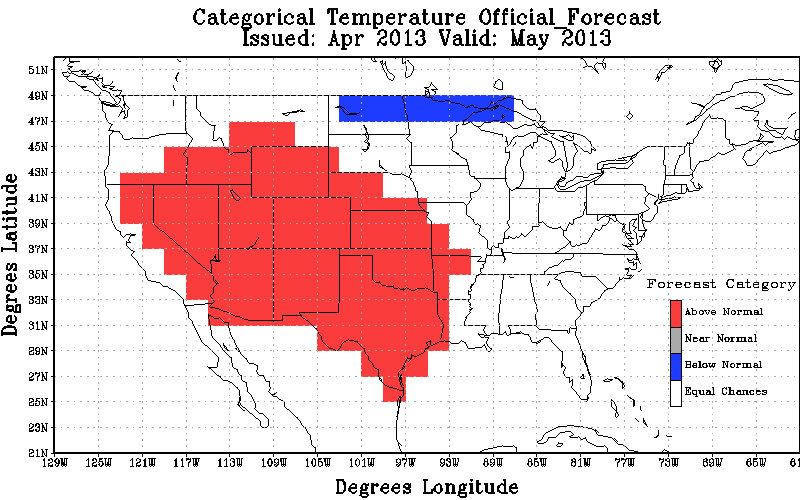 Categorical Temperature Official_Forecast
Issued: Apr 2013 Valid: May 2013
51N
49N
47N
45N
43N
41N
39N
37N
35N
33N
31N
29N
27N
25N
23N
21N
Degrees Latitude
Forecast Category
Above Normal
Near Normal
Below Normal
Equal Chances
129W 125W 121W 117W 113W 109W 105W 101W 97W 93W 89W 85W 81W 77W 73W 69W 65W 61
Degrees Longitude